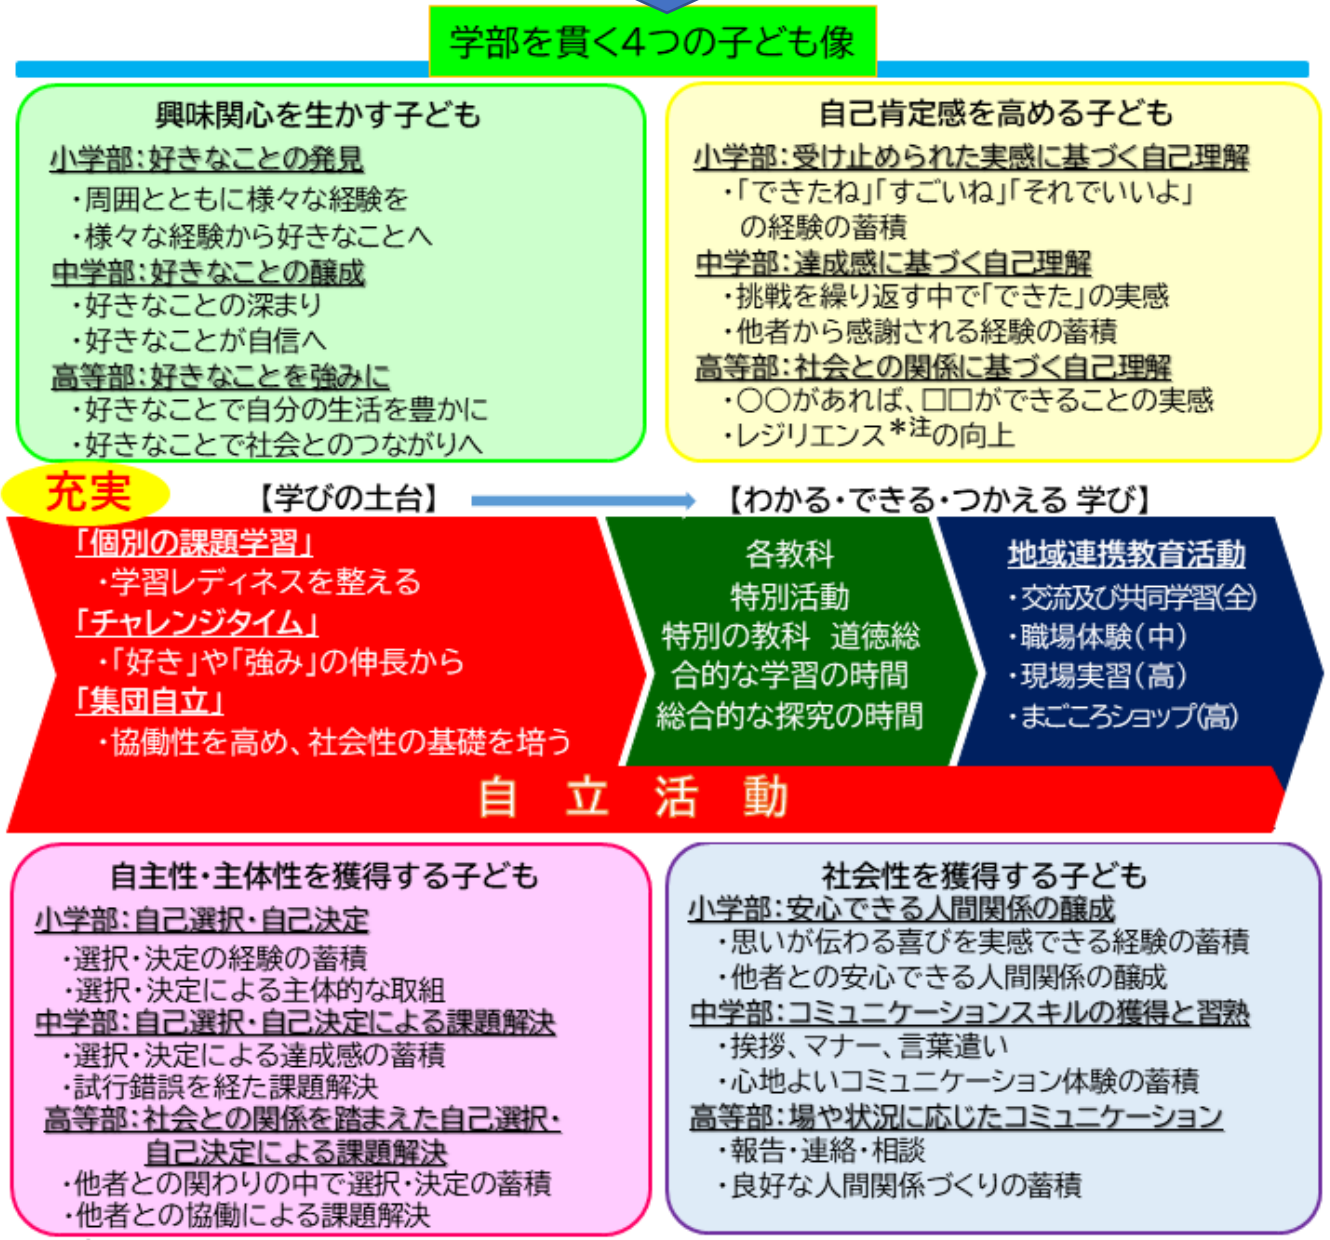 学部を貫く4つの子ども像
興味関心を生かす子ども
小学部:好きなことの発見
・周囲とともに様々な経験を
・様々な経験から好きなことへ
中学部:好きなことの醸成
・好きなことの深まり
・好きなことが自信へ
高等部:好きなことを強みに
・好きなことで自分の生活を豊かに
・好きなことで社会とのつながりへ
自己肯定感を高める子ども
小学部:受け止められた実感に基づく自己理解
・「できたね」「すごいね」「それでいいよ」
の経験の蓄積
中学部:達成感に基づく自己理解
・挑戦を繰り返す中で「できた」の実感
・他者から感謝される経験の蓄積
高等部:社会との関係に基づく自己理解
・〇〇があれば、□□ができることの実感
・レジリエンス*注の向上
充実
【学びの土台】
【わかる・できる・つかえる 学び】
「個別の課題学習」
・学習レディネスを整える
「チャレンジタイム」
・「好き」や「強み」の伸長から
「集団自立」
・協働性を高め、社会性の基礎を培う
各教科
特別活動
特別の教科 道徳総
合的な学習の時間
総合的な探究の時間
地域連携教育活動
・交流及び共同学習(全)
・職場体験(中)
・現場実習(高)
・まごころショップ(高)
自立活動
自主性・主体性を獲得する子ども
小学部:自己選択・自己決定
・選択・決定の経験の蓄積
・選択・決定による主体的な取組
中学部:自己選択・自己決定による課題解決
・選択・決定による達成感の蓄積
・試行錯誤を経た課題解決
高等部:社会との関係を踏まえた自己選択・
自己決定による課題解決
・他者との関わりの中で選択・決定の蓄積
・他者との協働による課題解決
社会性を獲得する子ども
小学部:安心できる人間関係の醸成
・思いが伝わる喜びを実感できる経験の蓄積
・他者との安心できる人間関係の醸成
中学部:コミュニケーションスキルの獲得と習熟
・挨拶、マナー、言葉遣い
・心地よいコミュニケーション体験の蓄積
高等部:場や状況に応じたコミュニケーション
・報告・連絡・相談
・良好な人間関係づくりの蓄積